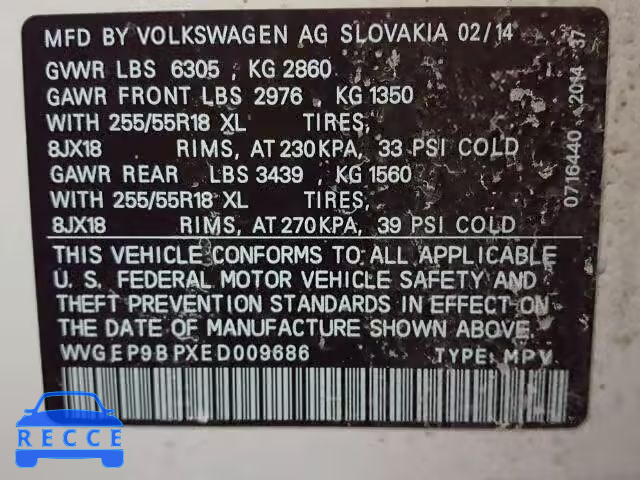 MFD BY VOLKSWAGEN AG SLOVAKIA 02/14
GVWR LBS 6305, KG 2860
GAWR FRONT LBS 2976, KG 1350
WITH 255/55R18 XL TIRES,
8JX18 RIMS, AT 230KPA, 33 PSI COLD
GAWR REAR LBS 3439, KG 1560
WITH 255/55R18 XL TIRES,
8JX18 RIMS, AT 270KPA, 39 PSI COLD
THIS VEHICLE CONFORMS TO ALL APPLICABLE
U. S. FEDERAL MOTOR VEHICLE SAFETY AND
THEFT PREVENTION STANDARDS IN EFFECT ON
THE DATE OF MANUFACTURE SHOWN ABOVE.
WVGEP9BPXED009686 TYPE: MPV
0716440 2014 37
RECCE